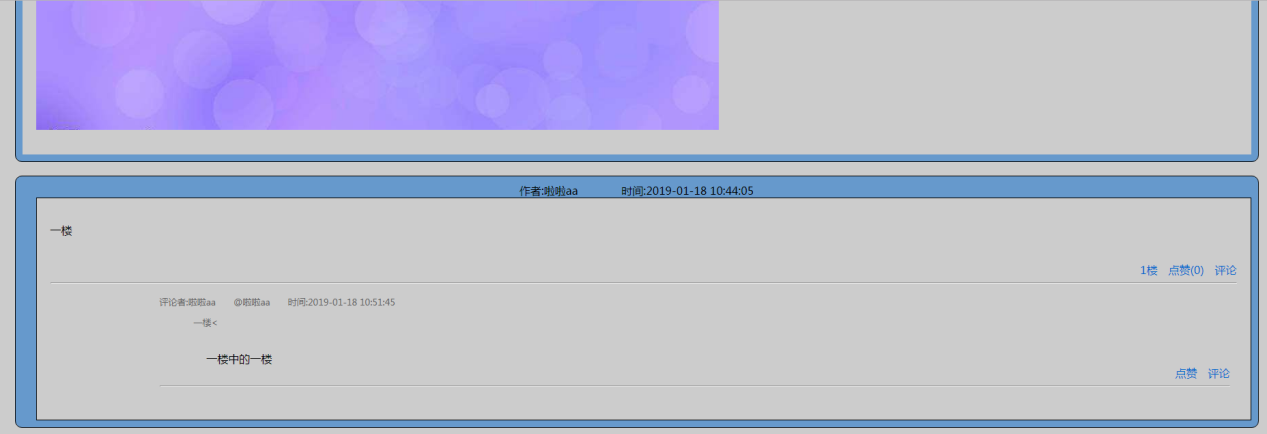 作者:啦啦aa 时间:2019-01-18 10:44:05
一楼
1楼 点赞(0) 评论
评论者:啦啦aa @啦啦aa 时间:2019-01-18 10:51:45
一楼<
一楼中的一楼
点赞 评论